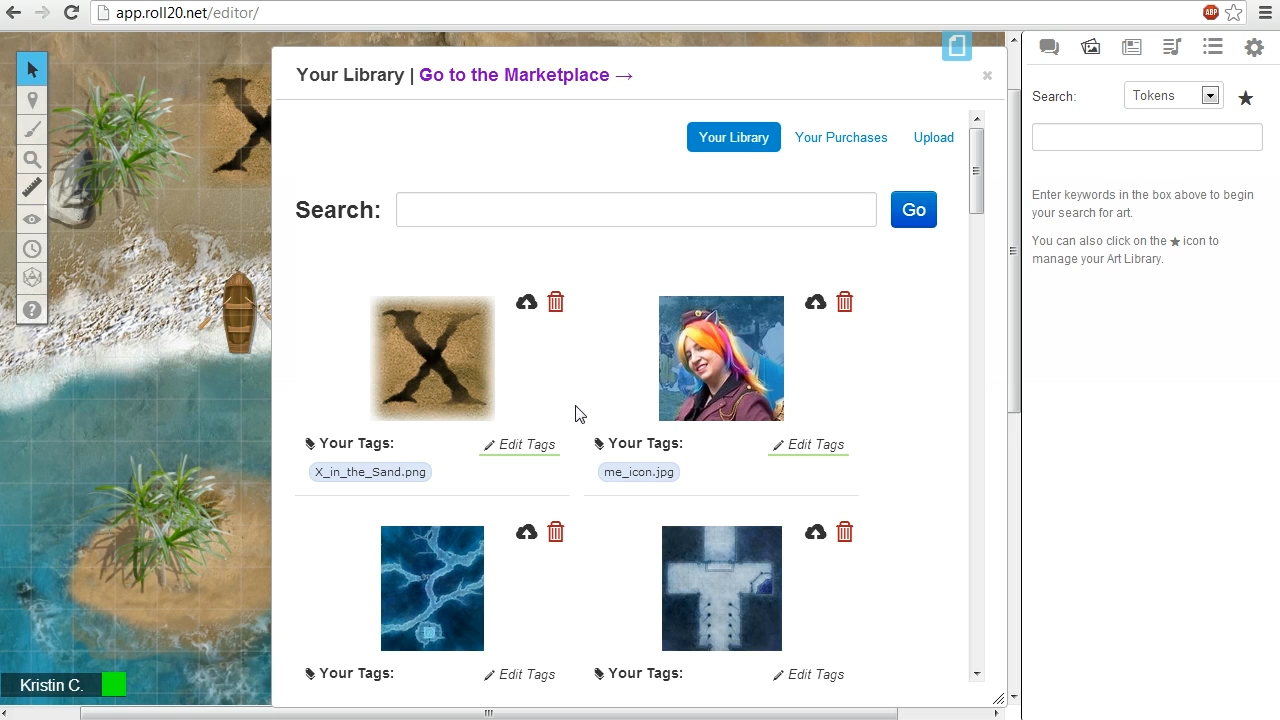 app.roll20.net/editor/
ABP
Your Library | Go to the Marketplace →
×
Your Library
Your Purchases
Upload
Search:
Go
Your Tags:
Edit Tags
Your Tags:
Edit Tags
X_in_the_Sand.png
me_icon.jpg
Your Tags:
Edit Tags
Your Tags:
Edit Tags
Kristin C.
Search:
Tokens
Enter keywords in the box above to begin
your search for art.
You can also click on the ★ icon to
manage your Art Library.